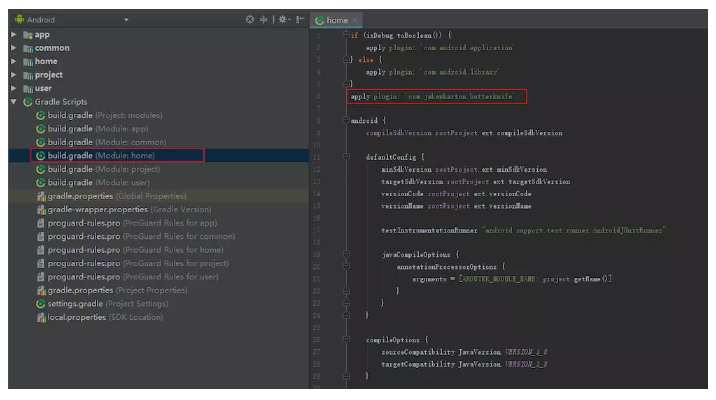 Android
app
common
home
project
user
Gradle Scripts
build.gradle (Project: modules)
build.gradle (Module: app)
build.gradle (Module: common)
build.gradle (Module: home)
build.gradle (Module: project)
build.gradle (Module: user)
gradle.properties (Global Properties)
gradle-wrapper.properties (Gradle Version)
proguard-rules.pro (ProGuard Rules for app)
proguard-rules.pro (ProGuard Rules for common)
proguard-rules.pro (ProGuard Rules for home)
proguard-rules.pro (ProGuard Rules for project)
proguard-rules.pro (ProGuard Rules for user)
gradle.properties (Project Properties)
settings.gradle (Project Settings)
local.properties (SDK Location)
home
1 if (isDebug.toBoolean()) {
2 apply plugin: 'com.android.application'
3 } else {
4 apply plugin: 'com.android.library'
5 }
6 apply plugin: 'com.jakewharton.butterknife'
7
8 android {
9 compileSdkVersion rootProject.ext.compileSdkVersion
10
11 defaultConfig {
12 minSdkVersion rootProject.ext.minSdkVersion
13 targetSdkVersion rootProject.ext.targetSdkVersion
14 versionCode rootProject.ext.versionCode
15 versionName rootProject.ext.versionName
16
17 testInstrumentationRunner "android.support.test.runner.AndroidJUnitRunner"
18
19 javaCompileOptions {
20 annotationProcessorOptions {
21 arguments = [AROUTER_MODULE_NAME: project.getName()]
22 }
23 }
24 }
25
26 compileOptions {
27 sourceCompatibility JavaVersion.VERSION_1_8
28 targetCompatibility JavaVersion.VERSION_1_8
29 }